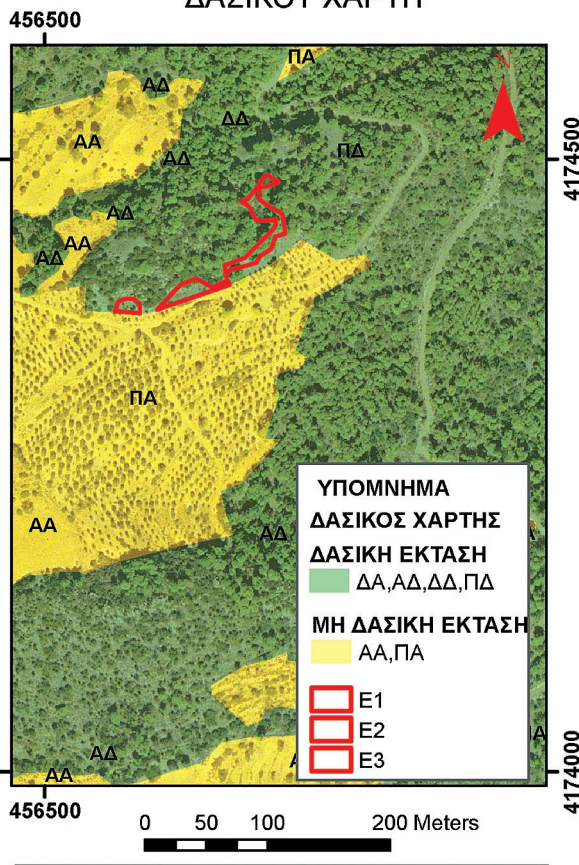 ΔΑΣΙΚΟΥ ΧΑΡΤΗ
456500
ΠΑ
N
ΑΔ
ΔΔ
ΑΑ
ΠΔ
ΑΔ
4174500
ΑΔ
ΑΑ
ΑΔ
ΠΑ
ΑΑ
ΑΔ
ΥΠΟΜΝΗΜΑ
ΔΑΣΙΚΟΣ ΧΑΡΤΗΣ
ΔΑΣΙΚΗ ΕΚΤΑΣΗ
ΔΑ,ΑΔ,ΔΔ,ΠΔ
ΜΗ ΔΑΣΙΚΗ ΕΚΤΑΣΗ
ΑΑ,ΠΑ
Ε1
Ε2
Ε3
ΑΔ
ΑΑ
4174000
456500
0 50 100 200 Meters